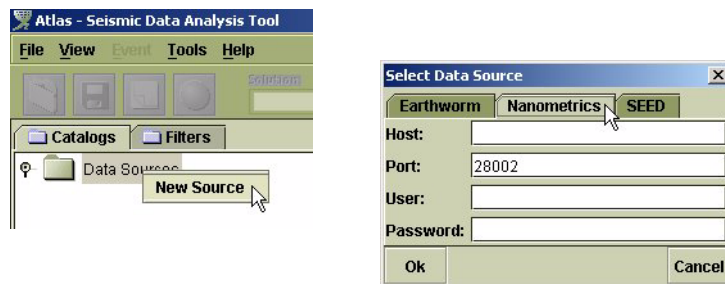 Atlas - Seismic Data Analysis Tool
File View Event Tools Help
Solution:
Catalogs Filters
Data Sources
New Source
Select Data Source
Earthworm Nanometrics SEED
Host:
Port: 28002
User:
Password:
Ok Cancel